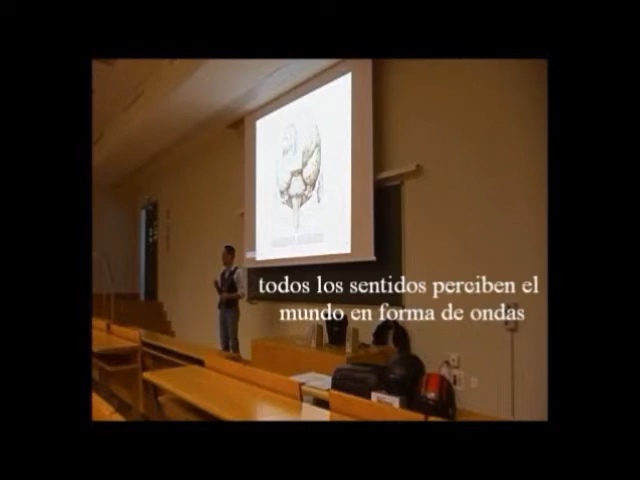 todos los sentidos perciben el
mundo en forma de ondas